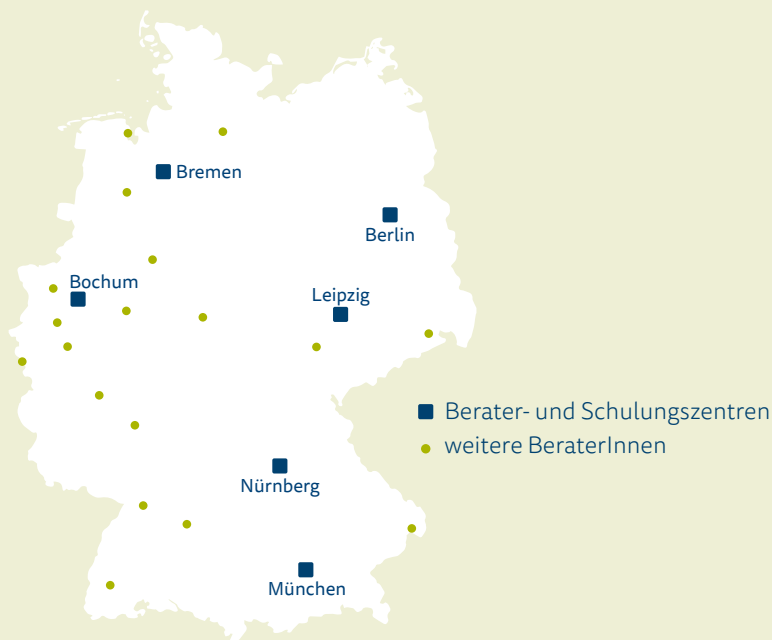 Bremen
Berlin
Bochum
Leipzig
Berater- und Schulungszentren
weitere BeraterInnen
Nürnberg
München